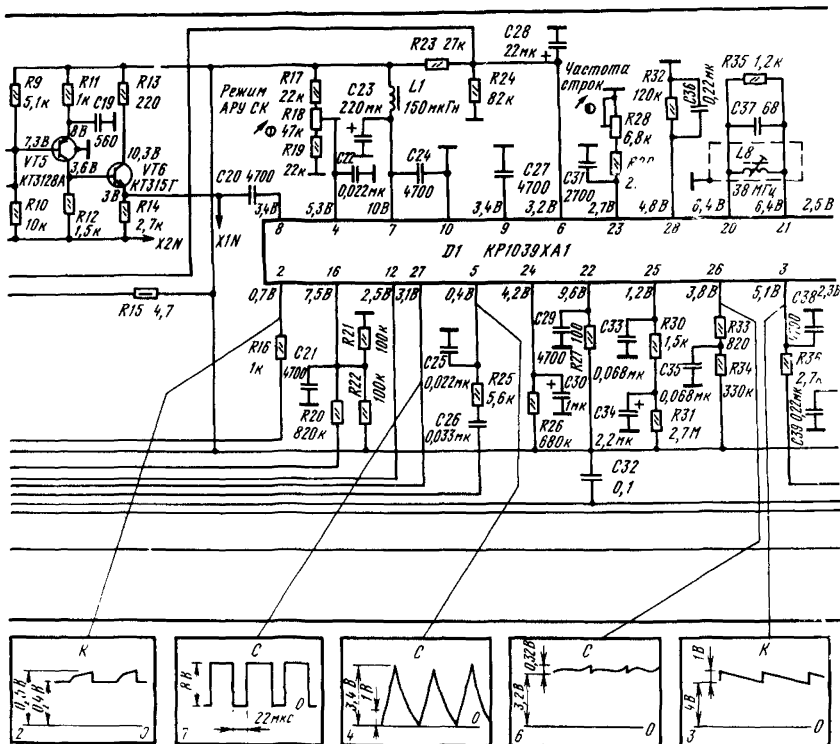 C28
22мк +
R23 27к
R9
5,1к
R11
1к
R13
220
C19
560
7,3В
8В
VT5
КТ3128А
3,6В
10,3В
VT6
КТ315Г
3В
R10
10к
R12
1,5к
R14
2,7к
X2N
X1N
Режим
АРУ СК
R17
22к
R18
47к
R19
22к
C23
220мк
+
L1
150мкГн
C22
0,022мк
C24
4700
R24
82к
C20 4700
C27
4700
Частота
строк
R28
6,8к
C31
2700
R32
120к
C36
0,22мк
R35 1,2к
C37 68
L8
38 МГц
3,4В
5,3В
10В
3,4В
3,2В
2,7В
4,8В
6,4В
6,4В
2,5В
8
4
7
10
9
6
23
28
20
21
D1 КР1039ХА1
2
16
12
27
5
24
22
25
26
3
0,7В
7,5В
2,5В
3,1В
0,4В
4,2В
9,6В
1,2В
3,8В
5,1В
C38
2,3В
R15 4,7
R16
1к
C21
4700
R20
820к
R21
100к
R22
100к
C25
0,022мк
R25
5,6к
C26
0,033мк
C29
4700
R27 100
C30
1мк
+
R26
680к
C33
0,068мк
R30
1,5к
C34
2,2мк
+
R31
2,7М
C35
0,068мк
R33
820
R34
330к
2,7к
C39 0,22мк
C32
0,1
К
0,5В
0,4В
2
С
8В
0
22мкс
7
С
3,4В
1В
0
4
С
0,32В
3,2В
0
6
К
1В
4В
0
3